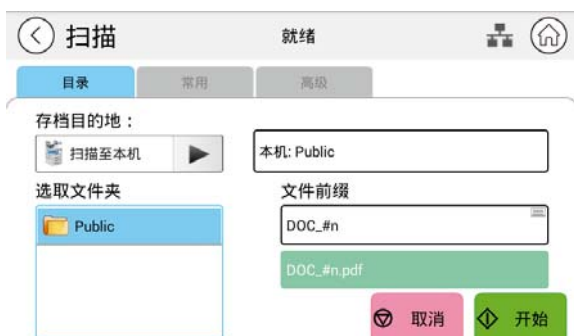 扫描 就绪
目录 常用 高级
存档目的地：
扫描至本机 本机: Public
选取文件夹 文件前缀
Public DOC_#n
DOC_#n.pdf
取消 开始